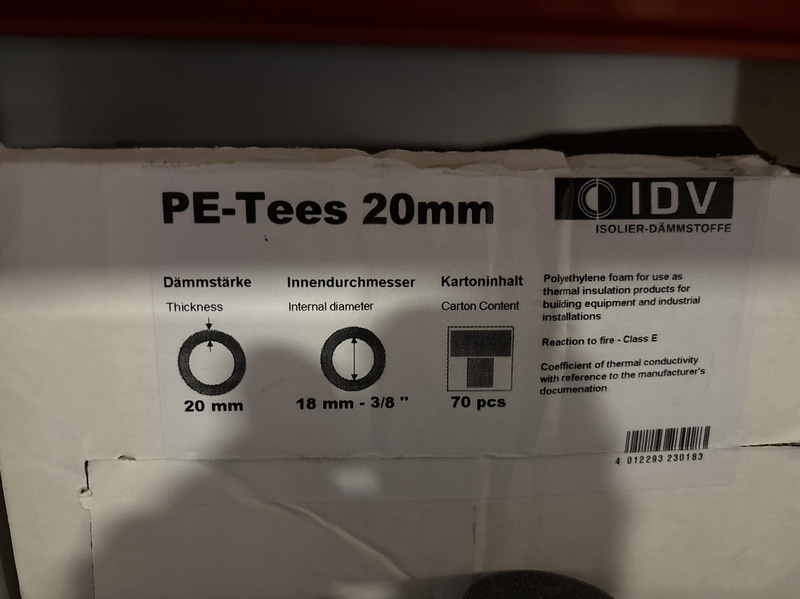 PE-Tees 20mm
IDV
ISOLIER-DÄMMSTOFFE
Dämmstärke
Thickness
20 mm
Innendurchmesser
Internal diameter
18 mm - 3/8 "
Kartoninhalt
Carton Content
70 pcs
Polyethylene foam for use as
thermal insulation products for
building equipment and industrial
installations
Reaction to fire - Class E
Coefficient of thermal conductivity
with reference to the manufacturer's
documenation
4 012293 230183